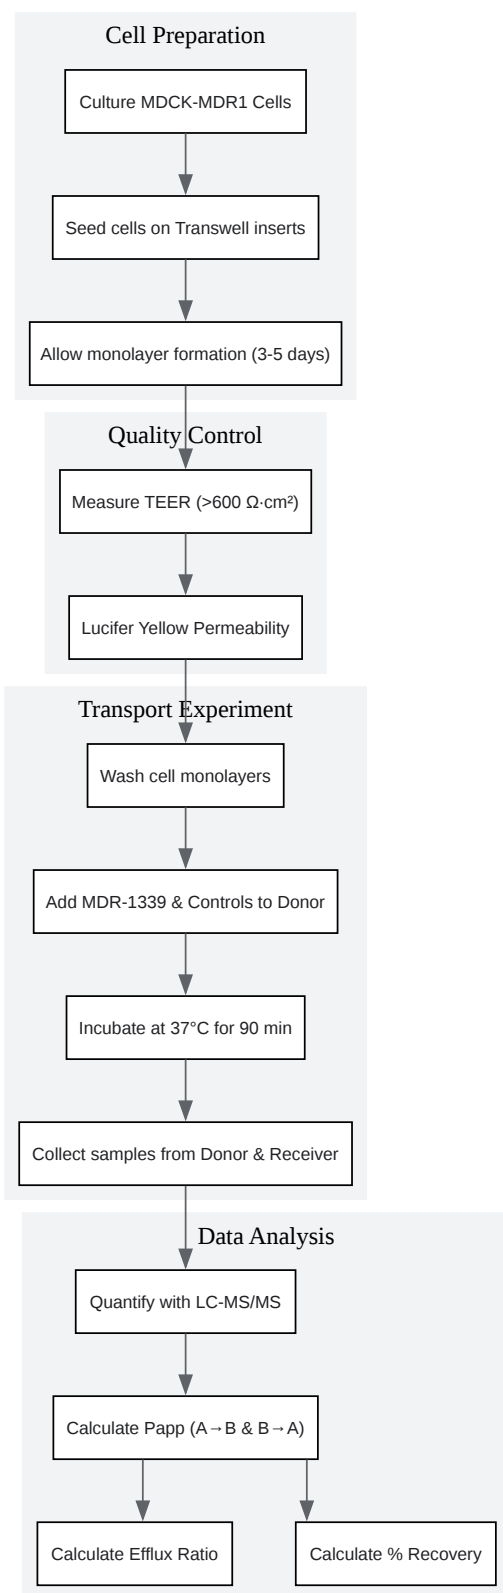 Cell Preparation
Culture MDCK-MDR1 Cells
Seed cells on Transwell inserts
Allow monolayer formation (3-5 days)
Quality Control
Measure TEER (>600 Ω·cm²)
Lucifer Yellow Permeability
Transport Experiment
Wash cell monolayers
Add MDR-1339 & Controls to Donor
Incubate at 37°C for 90 min
Collect samples from Donor & Receiver
Data Analysis
Quantify with LC-MS/MS
Calculate Papp (A→B & B→A)
Calculate Efflux Ratio
Calculate % Recovery